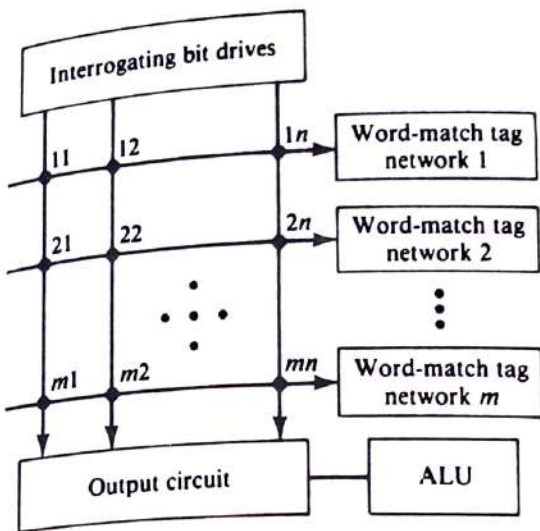 Interrogating bit drives
11
12
1n
Word-match tag
network 1
21
22
2n
Word-match tag
network 2
m1
m2
mn
Word-match tag
network m
Output circuit
ALU